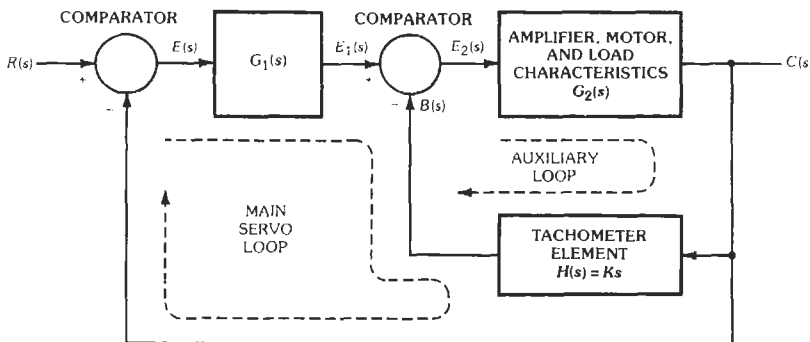 COMPARATOR
COMPARATOR
AMPLIFIER, MOTOR,
AND LOAD
CHARACTERISTICS
G₂(s)
R(s)
+
−
E(s)
G₁(s)
E₁(s)
+
−
E₂(s)
C(s
B(s)
AUXILIARY
LOOP
MAIN
SERVO
LOOP
TACHOMETER
ELEMENT
H(s) = Ks